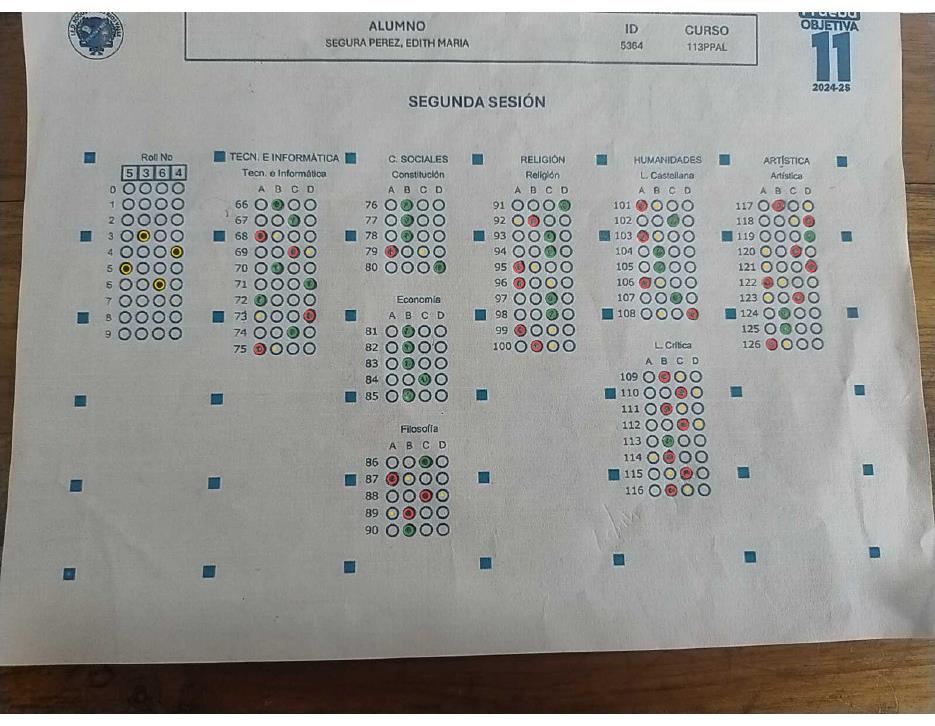 ALUMNO
SEGURA PEREZ, EDITH MARIA
ID
5364
CURSO
113PPAL
OBJETIVA
11
2024-25
SEGUNDA SESIÓN
Roll No
5 3 6 4
0
1
2
3
4
5
6
7
8
9
TECN. E INFORMÁTICA
Tecn. e Informática
A B C D
66
67
68
69
70
71
72
73
74
75
C. SOCIALES
Constitución
A B C D
76
77
78
79
80
Economía
A B C D
81
82
83
84
85
Filosofía
A B C D
86
87
88
89
90
RELIGIÓN
Religión
A B C D
91
92
93
94
95
96
97
98
99
100
HUMANIDADES
L. Castellana
A B C D
101
102
103
104
105
106
107
108
L. Crítica
A B C D
109
110
111
112
113
114
115
116
ARTÍSTICA
Artística
A B C D
117
118
119
120
121
122
123
124
125
126